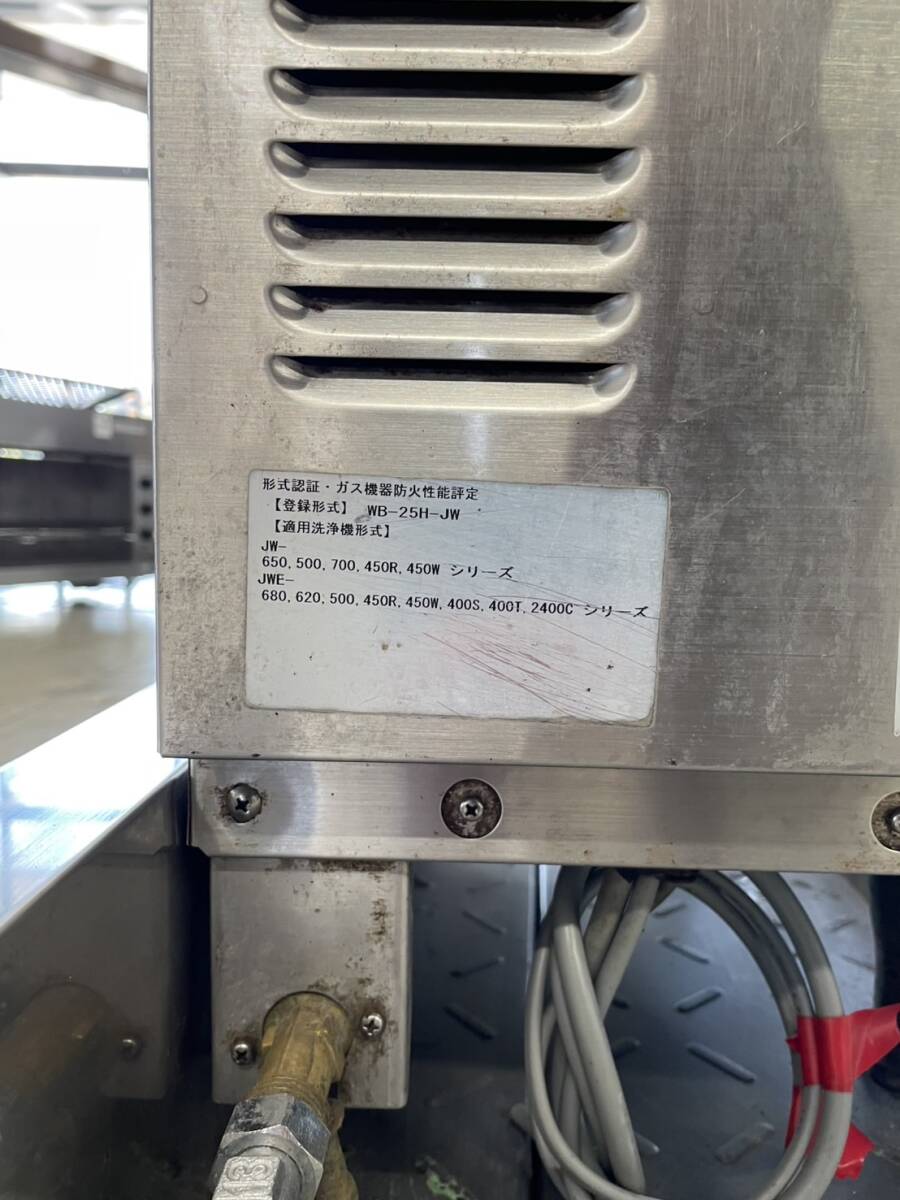 形式認証・ガス機器防火性能評定
【登録形式】 WB-25H-JW
【適用洗浄機形式】
JW-
650,500,700,450R,450W シリーズ
JWE-
680,620,500,450R,450W,400S,400T,2400C シリーズ